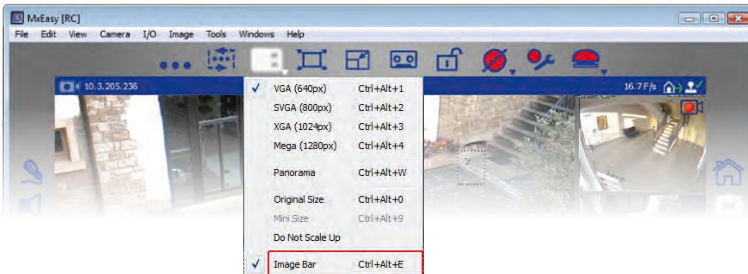 MxEasy [RC]
File Edit View Camera I/O Image Tools Windows Help
10.3.205.236
16.7 F/s
VGA (640px) Ctrl+Alt+1
SVGA (800px) Ctrl+Alt+2
XGA (1024px) Ctrl+Alt+3
Mega (1280px) Ctrl+Alt+4
Panorama Ctrl+Alt+W
Original Size Ctrl+Alt+0
Mini Size Ctrl+Alt+9
Do Not Scale Up
Image Bar Ctrl+Alt+E